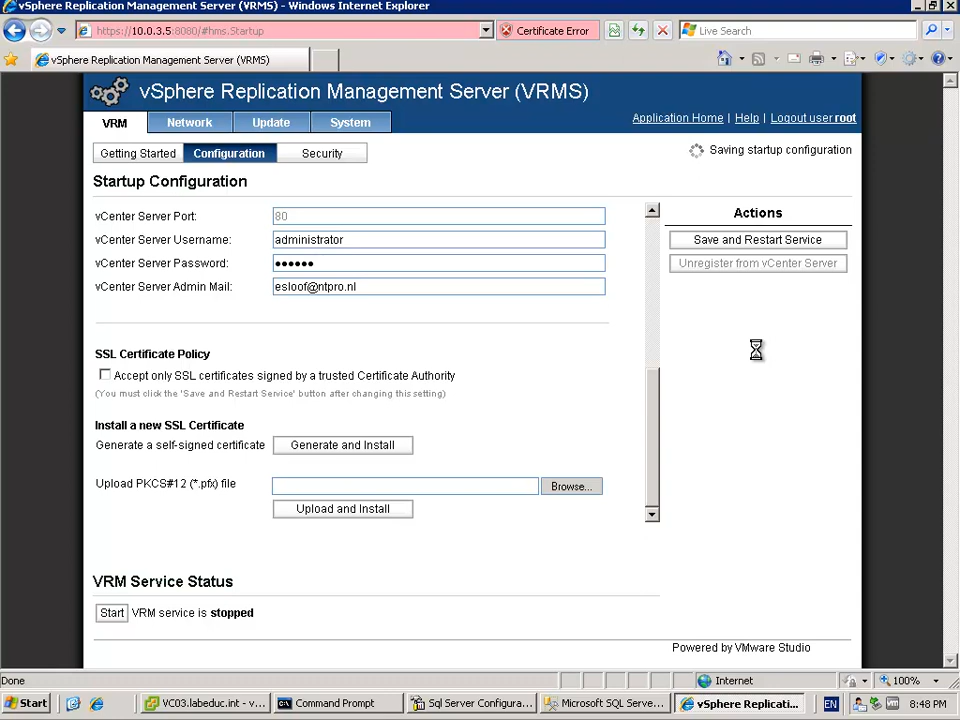 vSphere Replication Management Server (VRMS) - Windows Internet Explorer
https://10.0.3.5:8080/#hms.Startup
Certificate Error
Live Search
vSphere Replication Management Server (VRMS)
vSphere Replication Management Server (VRMS)
VRM
Network
Update
System
Application Home | Help | Logout user root
Getting Started
Configuration
Security
Saving startup configuration
Startup Configuration
Actions
vCenter Server Port:
80
vCenter Server Username:
administrator
Save and Restart Service
vCenter Server Password:
••••••
Unregister from vCenter Server
vCenter Server Admin Mail:
esloof@ntpro.nl
SSL Certificate Policy
Accept only SSL certificates signed by a trusted Certificate Authority
(You must click the 'Save and Restart Service' button after changing this setting)
Install a new SSL Certificate
Generate a self-signed certificate
Generate and Install
Upload PKCS#12 (*.pfx) file
Browse...
Upload and Install
VRM Service Status
Start
VRM service is stopped
Powered by VMware Studio
Done
Internet
100%
Start
VC03.labeduc.int - v...
Command Prompt
Sql Server Configura...
Microsoft SQL Serve...
vSphere Replicati...
EN
8:48 PM